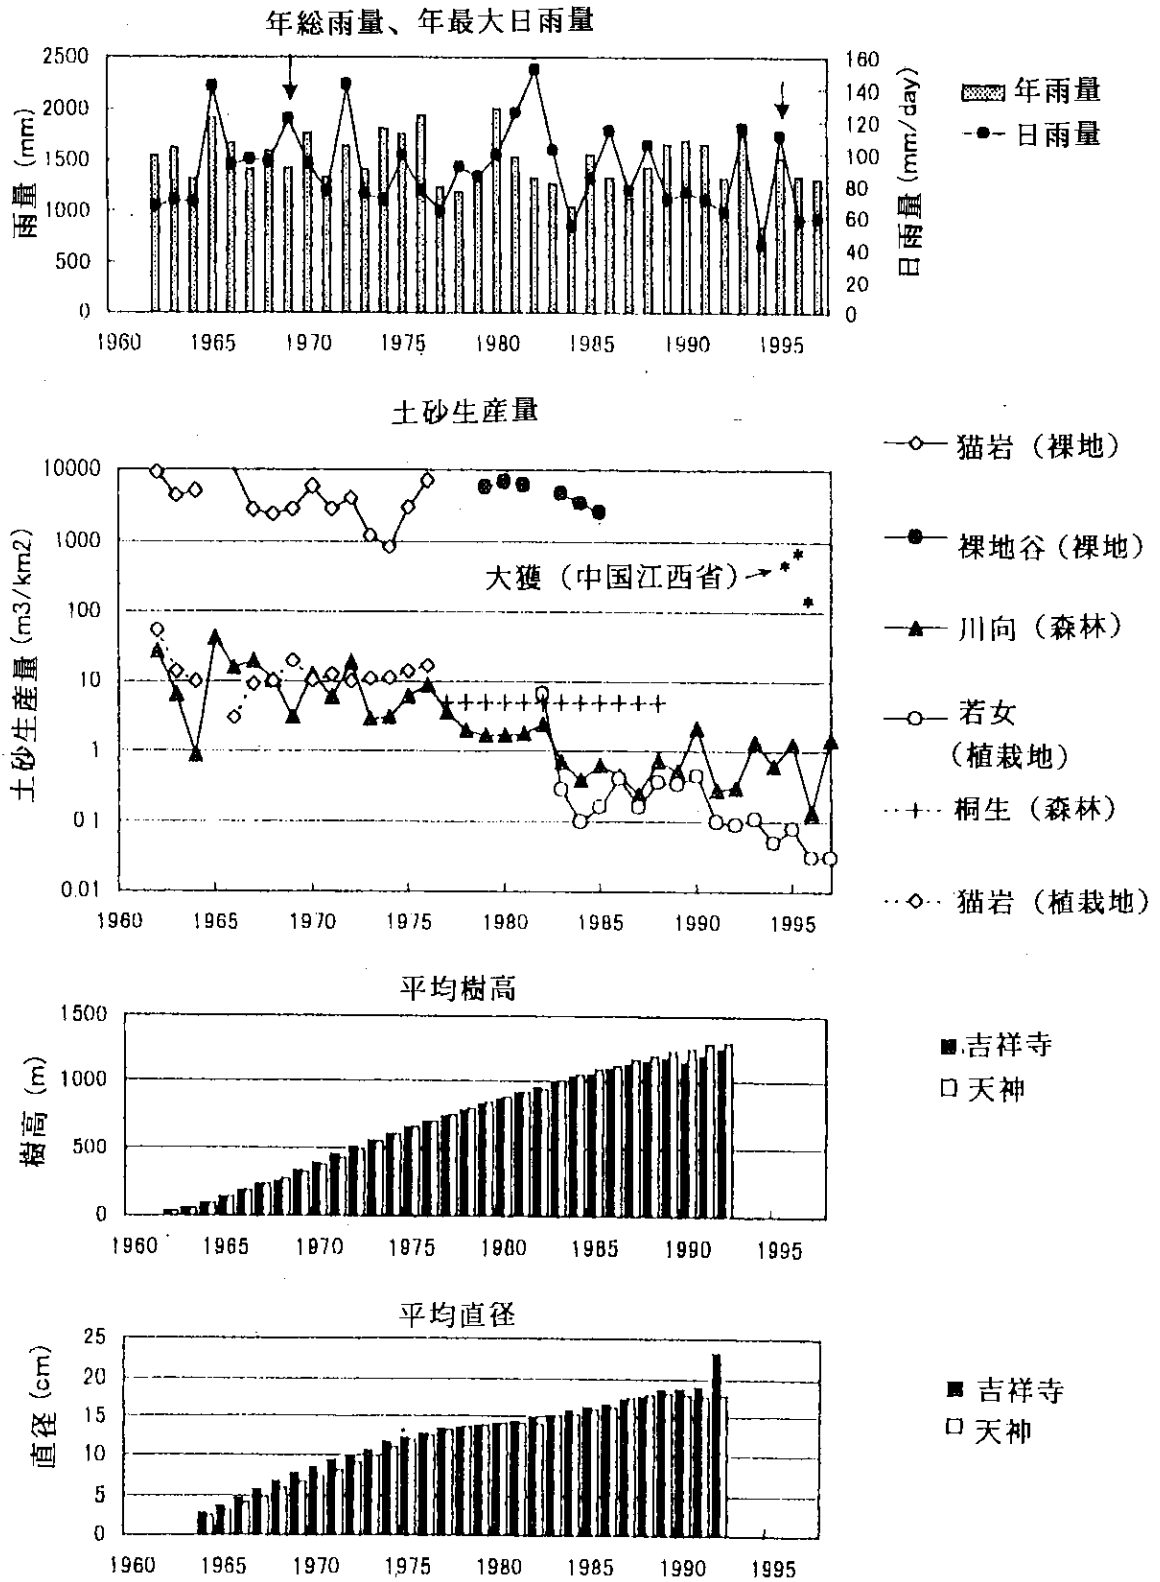 年総雨量、年最大日雨量
雨量 (mm)
2500
2000
1500
1000
500
0
160
140
120
100
80
60
40
20
0
日雨量 (mm/day)
年雨量
日雨量
1960 1965 1970 1975 1980 1985 1990 1995
土砂生産量
土砂生産量 (m3/km2)
10000
1000
100
10
1
0.1
0.01
大獲（中国江西省）
1960 1965 1970 1975 1980 1985 1990 1995
猫岩（裸地）
裸地谷（裸地）
川向（森林）
若女
（植栽地）
桐生（森林）
猫岩（植栽地）
平均樹高
樹高 (m)
1500
1000
500
0
1960 1965 1970 1975 1980 1985 1990 1995
吉祥寺
天神
平均直径
直径 (cm)
25
20
15
10
5
0
1960 1965 1970 1975 1980 1985 1990 1995
吉祥寺
天神